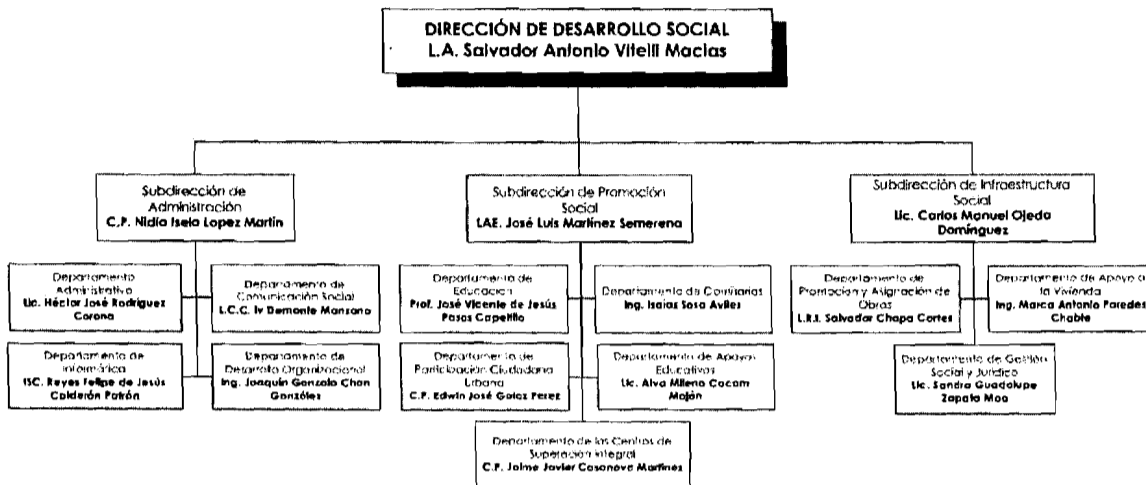 DIRECCIÓN DE DESARROLLO SOCIAL
L.A. Salvador Antonio Vitelli Macias
Subdirección de
Administración
C.P. Nidia Isela Lopez Martin
Subdirección de Promoción
Social
LAE. José Luis Martínez Semerena
Subdirección de Infraestructura
Social
Lic. Carlos Manuel Ojeda
Domínguez
Departamento
Administrativo
Lic. Héctor José Rodríguez
Corona
Departamento de
Comunicación Social
L.C.C. Iv Demonte Manzano
Departamento de
Educación
Prof. José Vicente de Jesús
Pasos Capetillo
Departamento de
Ing. Isaias Sosa Aviles
Departamento de
Promoción y Asignación de
Obras
L.R.I. Salvador Chapa Cortes
Departamento de Apoyo a
la Vivienda
Ing. Marco Antonio Paredes
Chable
Departamento de
Informática
ISC. Reyes Felipe de Jesús
Calderón Patrón
Departamento de
Desarrollo Organizacional
Ing. Joaquín Gonzalo Chan
Gonzáles
Departamento de
Participación Ciudadana
Urbana
C.P. Edwin José Perez
Departamento de Apoyos
Educativos
Lic. Alva Milena Cocom
Departamento de Gestión
Social y Jurídico
Lic. Sandra Guadalupe
Zapata Moo
Departamento de los Centros de
Superación Integral
C.P. Jaime Javier Casanova Martínez